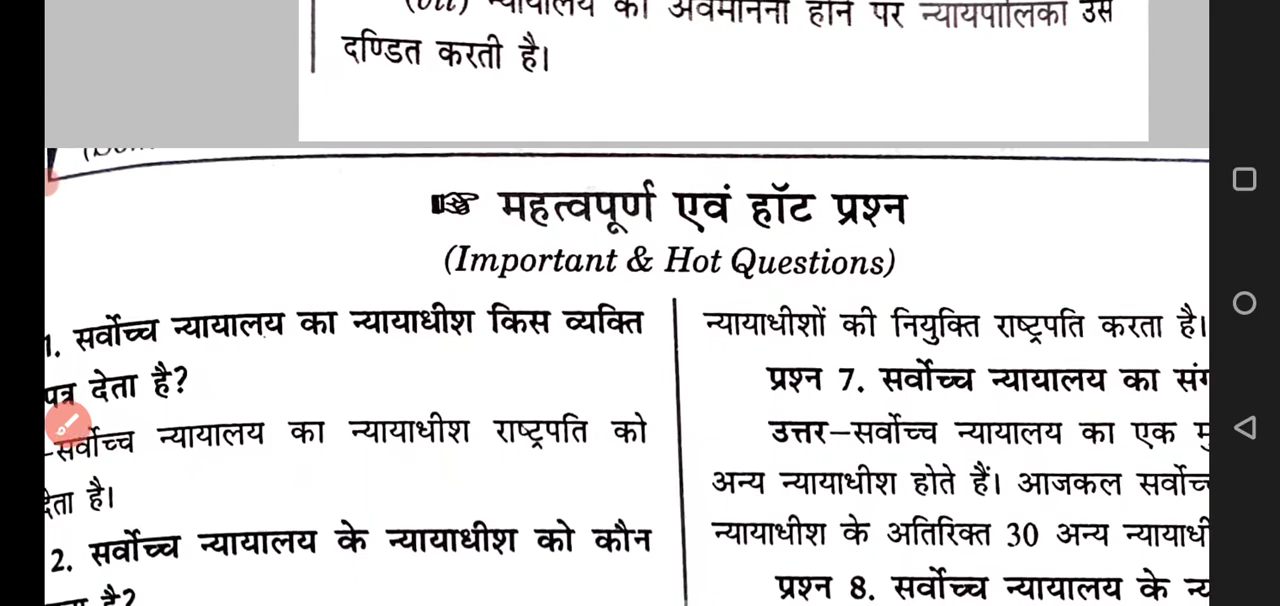 (vii) न्यायालय की अवमानना होने पर न्यायपालिका उसे
दण्डित करती है।
☞ महत्वपूर्ण एवं हॉट प्रश्न
(Important & Hot Questions)
1. सर्वोच्च न्यायालय का न्यायाधीश किस व्यक्ति
पत्र देता है?
–सर्वोच्च न्यायालय का न्यायाधीश राष्ट्रपति को
देता है।
2. सर्वोच्च न्यायालय के न्यायाधीश को कौन
है?
न्यायाधीशों की नियुक्ति राष्ट्रपति करता है।
प्रश्न 7. सर्वोच्च न्यायालय का
उत्तर–सर्वोच्च न्यायालय का एक
अन्य न्यायाधीश होते हैं। आजकल
न्यायाधीश के अतिरिक्त 30 अन्य
प्रश्न 8. सर्वोच्च न्यायालय के